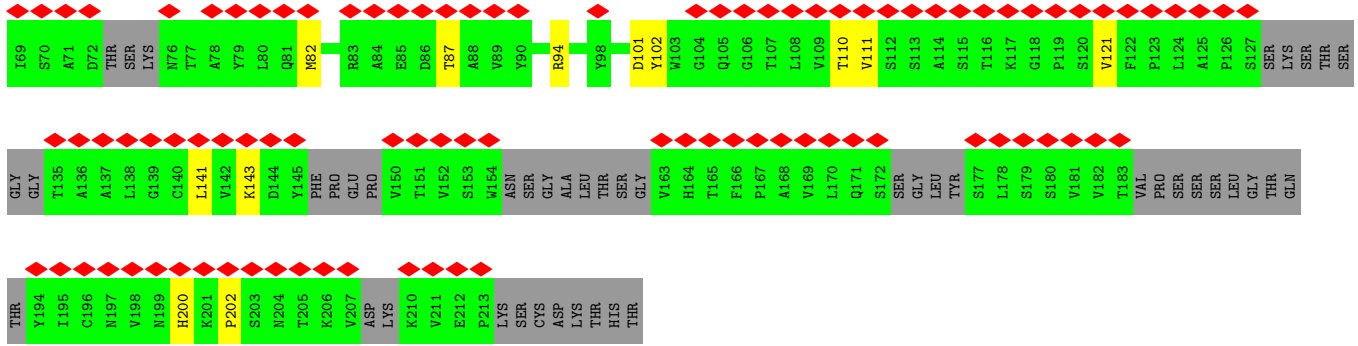 I69 S70 A71 D72 THR SER LYS N76 T77 A78 Y79 L80 Q81 M82 R83 A84 E85 D86 T87 A88 V89 Y90 R94 Y98 D101 Y102 W103 G104 Q105 G106 T107 L108 V109 T110 V111 S112 S113 A114 S115 T116 K117 G118 P119 S120 V121 F122 P123 L124 A125 P126 S127 SER LYS SER THR SER
GLY GLY T135 A136 A137 L138 G139 C140 L141 V142 K143 D144 Y145 PHE PRO GLU PRO V150 T151 V152 S153 W154 ASN SER GLY ALA LEU THR SER GLY V163 H164 T165 F166 P167 A168 V169 L170 Q171 S172 SER GLY LEU TYR S177 L178 S179 S180 V181 V182 T183 VAL PRO SER SER SER LEU GLY THR GLN
THR Y194 I195 C196 N197 V198 N199 H200 K201 P202 S203 N204 T205 K206 V207 ASP LYS K210 V211 E212 P213 LYS SER CYS ASP LYS THR HIS THR